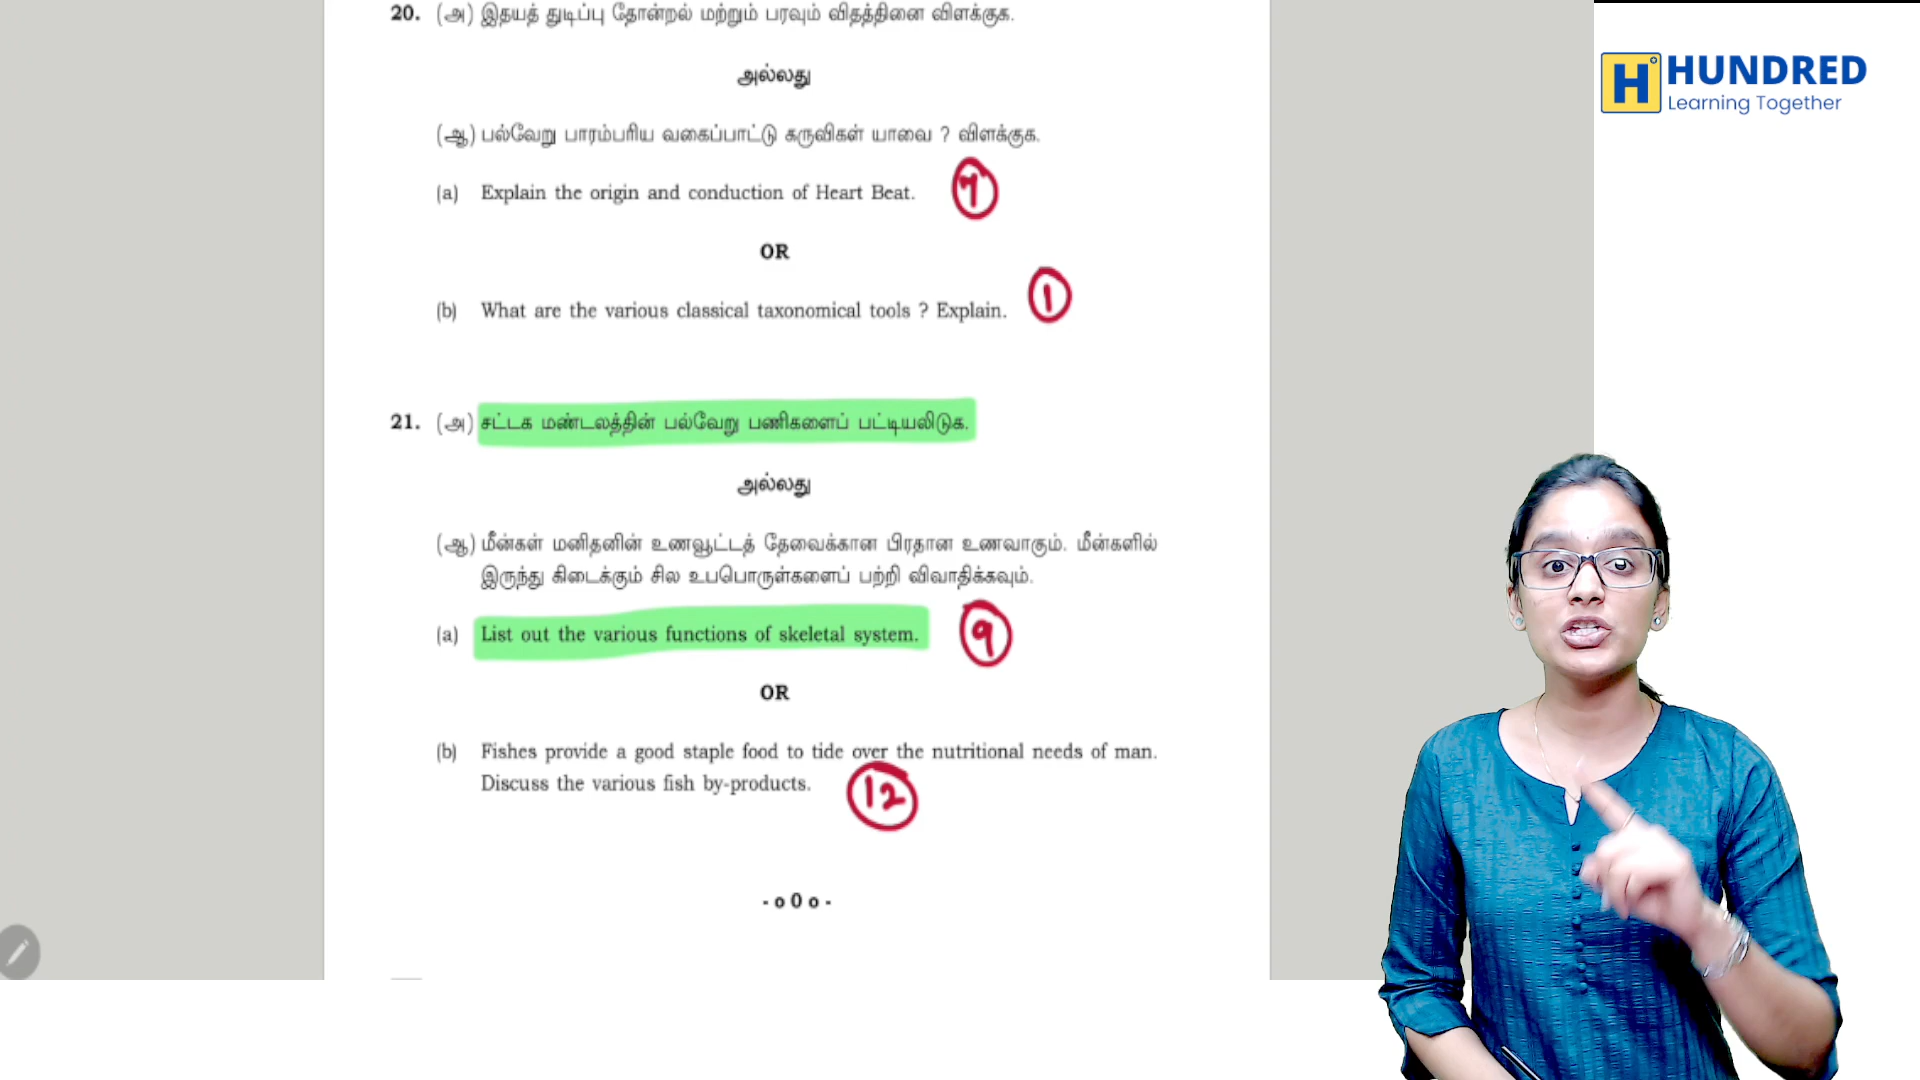 20. (அ) இதயத் துடிப்பு தோன்றல் மற்றும் பரவும் விதத்தினை விளக்குக.
H° HUNDRED
Learning Together
அல்லது
(ஆ) பல்வேறு பாரம்பரிய வகைப்பாட்டு கருவிகள் யாவை ? விளக்குக.
(a) Explain the origin and conduction of Heart Beat. 7
OR
(b) What are the various classical taxonomical tools ? Explain. 1
21. (அ) சட்டக மண்டலத்தின் பல்வேறு பணிகளைப் பட்டியலிடுக.
அல்லது
(ஆ) மீன்கள் மனிதனின் உணவூட்டத் தேவைக்கான பிரதான உணவாகும். மீன்களில்
இருந்து கிடைக்கும் சில உபபொருள்களைப் பற்றி விவாதிக்கவும்.
(a) List out the various functions of skeletal system. 9
OR
(b) Fishes provide a good staple food to tide over the nutritional needs of man.
Discuss the various fish by-products. 12
- o 0 o -